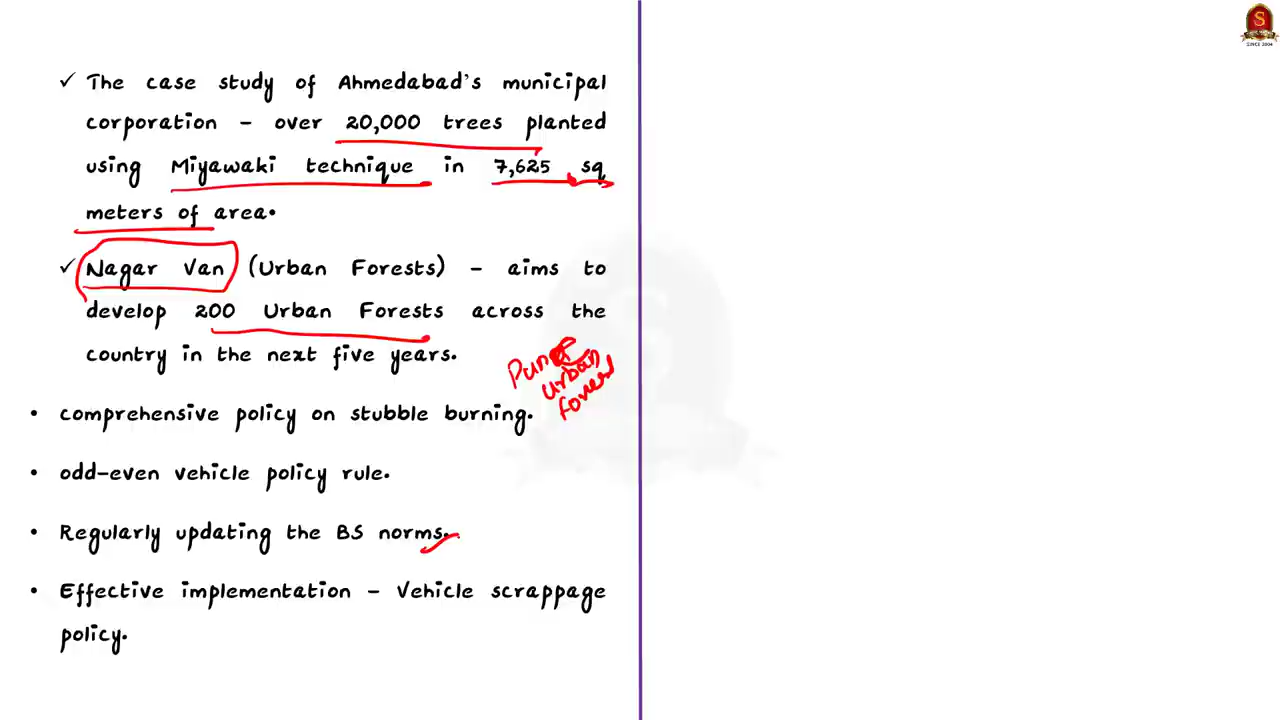 ✓ The case study of Ahmedabad's municipal
corporation – over 20,000 trees planted
using Miyawaki technique in 7,625 sq
meters of area.
✓ Nagar Van (Urban Forests) – aims to
develop 200 Urban Forests across the
country in the next five years.
urban
• comprehensive policy on stubble burning.
• odd-even vehicle policy rule.
• Regularly updating the BS norms.
• Effective implementation – Vehicle scrappage
policy.
S
SINCE 2004